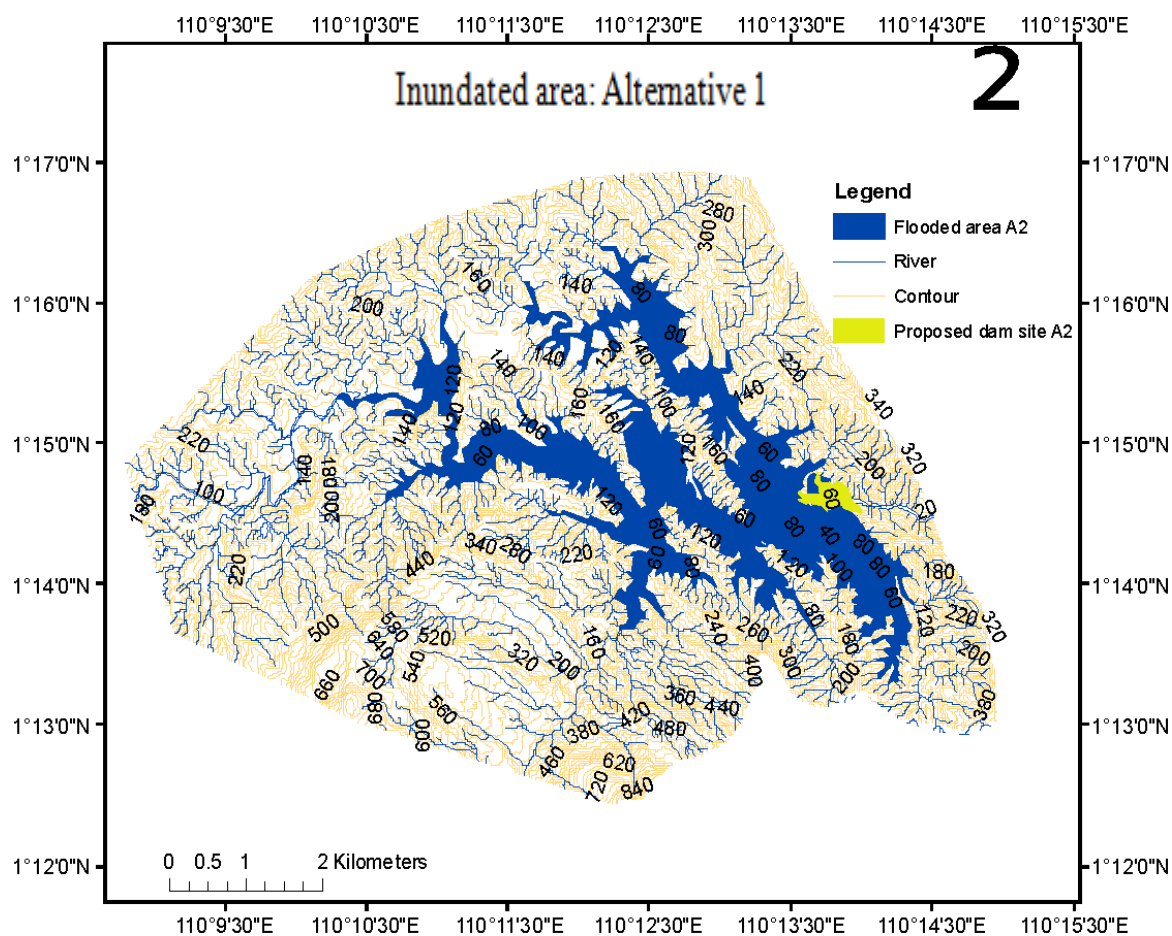 110°9'30"E 110°10'30"E 110°11'30"E 110°12'30"E 110°13'30"E 110°14'30"E 110°15'30"E
2
Inundated area: Alternative 1
1°17'0"N 1°17'0"N
Legend
Flooded area A2
River
Contour
Proposed dam site A2
280
300
160 140 80
1°16'0"N 1°16'0"N
200
80
140 120 140 140
220
120 160 100 140 340
120 140 80 100 160
1°15'0"N 1°15'0"N
220 120 160 60 320
140 180 60 80 200
100 200 60
180 120 60 60 80 40 20
340 280 220 120 80
440 60 80 120 100 80 180
1°14'0"N 1°14'0"N
220 60
500 580 520 160 240 260 80 180 120 220 320
640 540 320 200 300 200
660 700 400 200
680 560 360 440 380
420
1°13'0"N 1°13'0"N
600 380 480
460 620
720 840
1°12'0"N 1°12'0"N
0 0.5 1 2 Kilometers
110°9'30"E 110°10'30"E 110°11'30"E 110°12'30"E 110°13'30"E 110°14'30"E 110°15'30"E